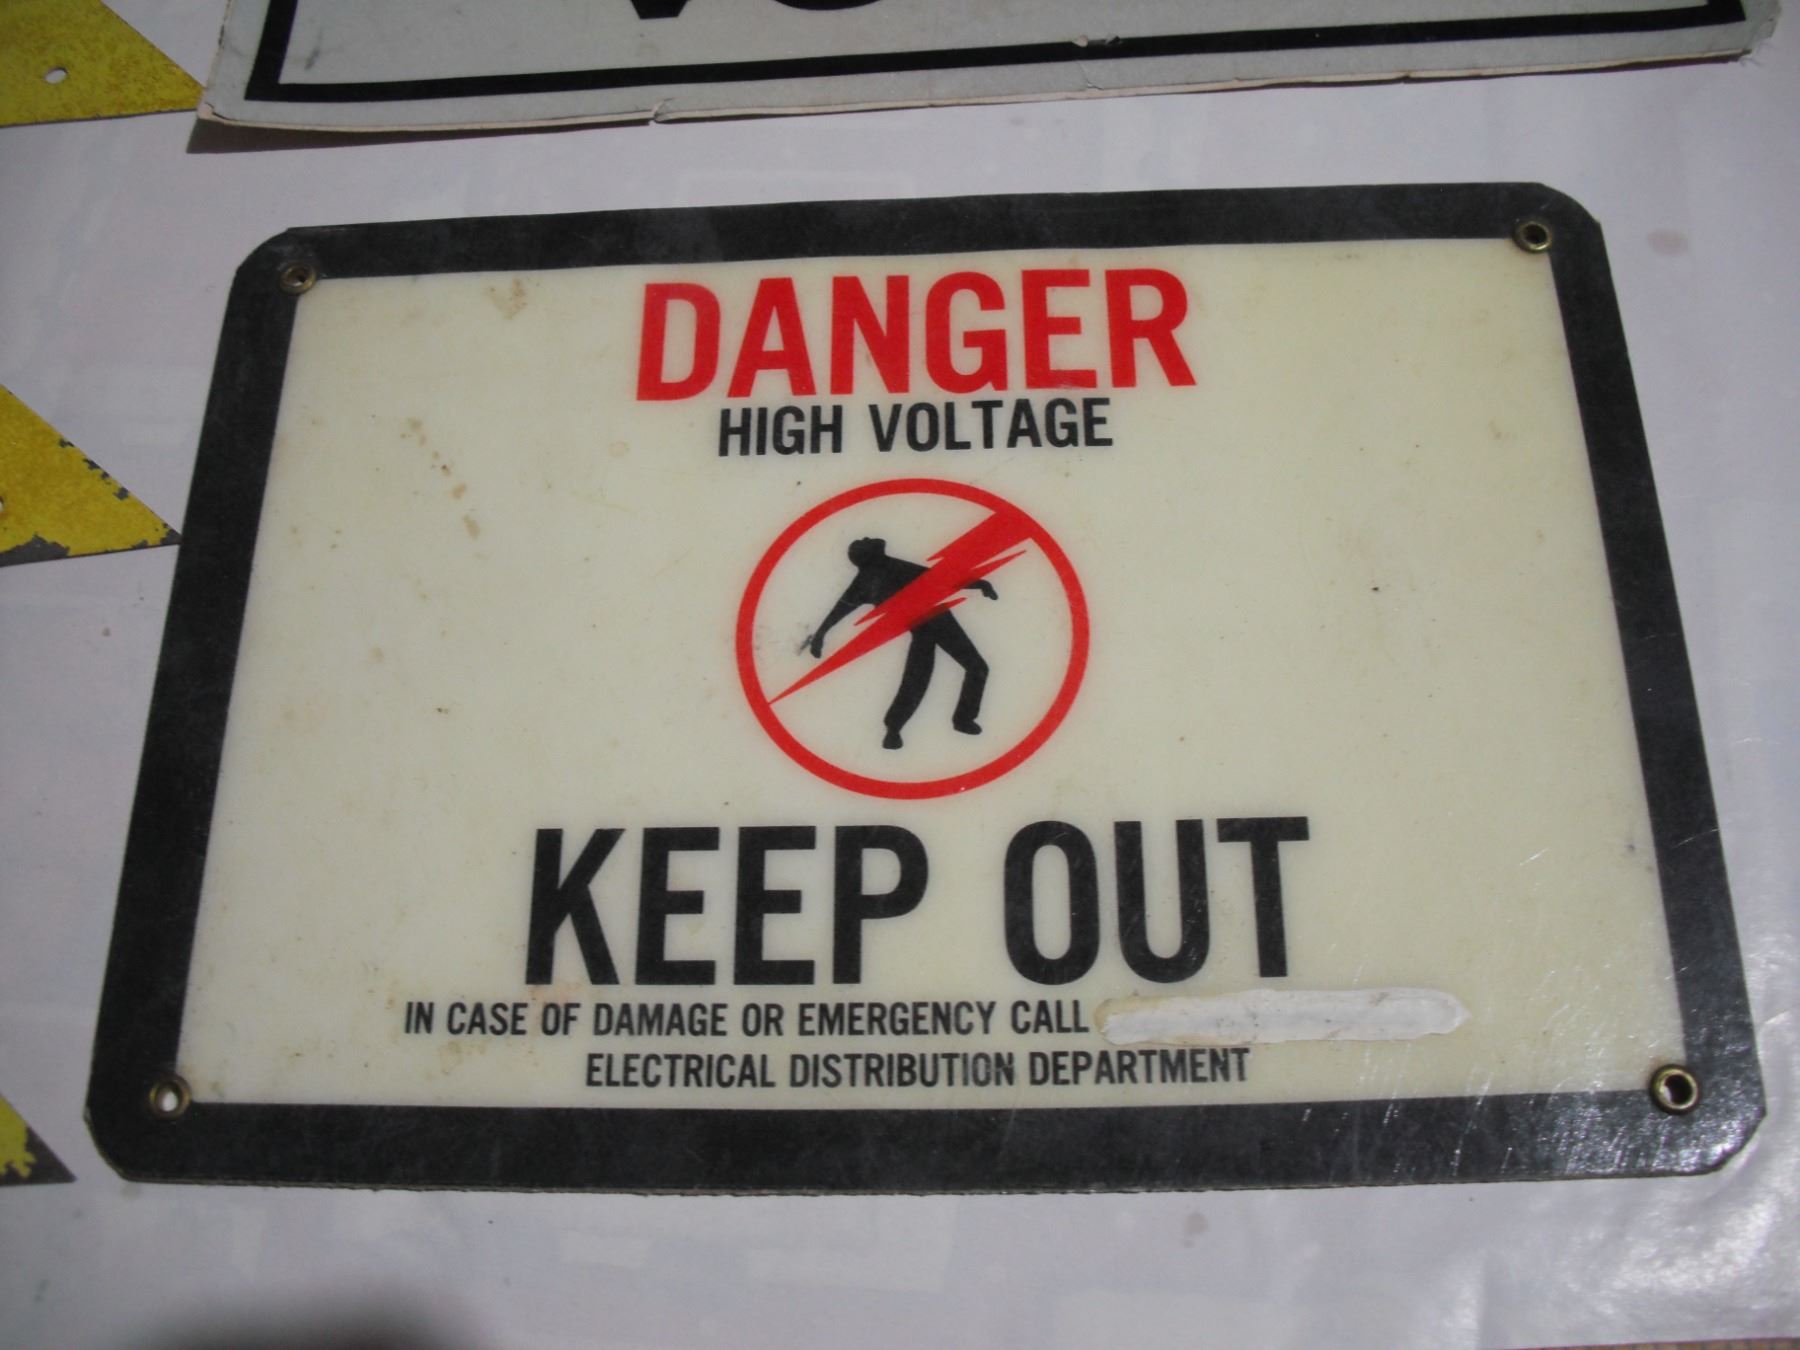 DANGER
HIGH VOLTAGE
KEEP OUT
IN CASE OF DAMAGE OR EMERGENCY CALL
ELECTRICAL DISTRIBUTION DEPARTMENT